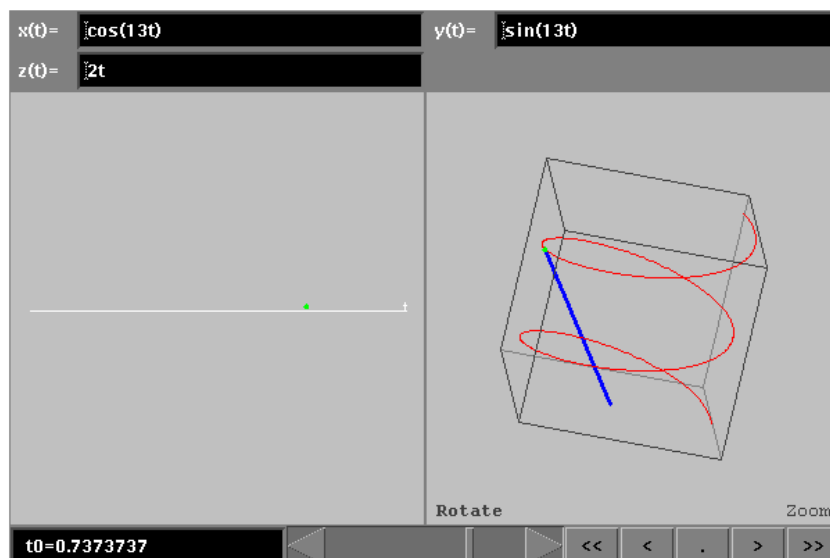 x(t)= cos(13t) y(t)= sin(13t)
z(t)= 2t
t
Rotate Zoom
t0=0.7373737 << < . > >>